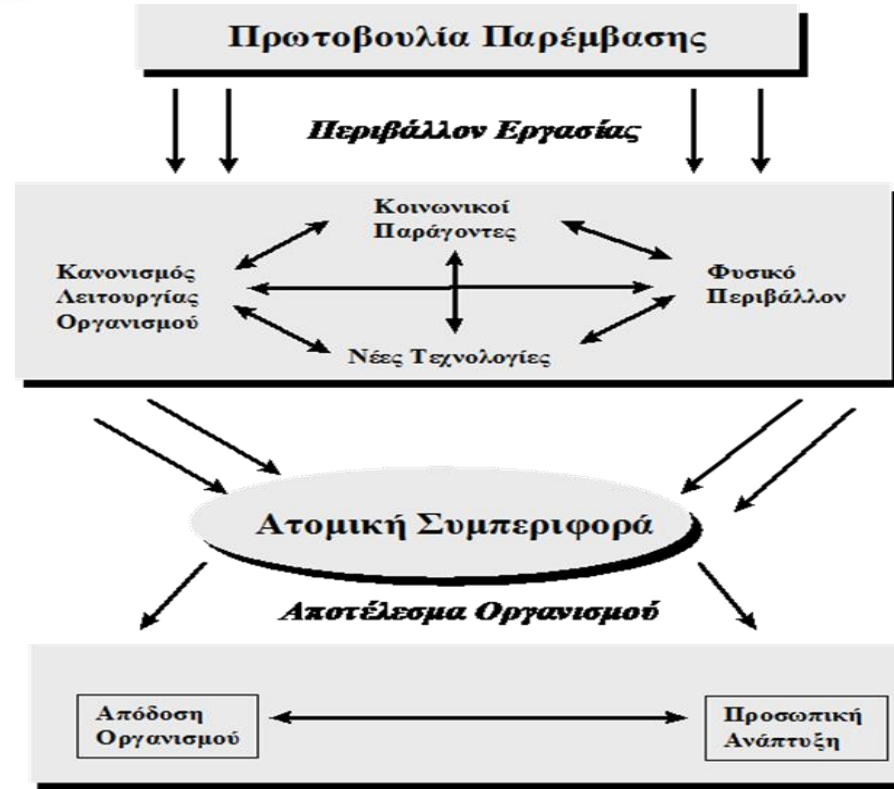 Πρωτοβουλία Παρέμβασης
Περιβάλλον Εργασίας
Κοινωνικοί
Παράγοντες
Κανονισμός
Λειτουργίας
Οργανισμού
Φυσικό
Περιβάλλον
Νέες Τεχνολογίες
Ατομική Συμπεριφορά
Αποτέλεσμα Οργανισμού
Απόδοση
Οργανισμού
Προσωπική
Ανάπτυξη